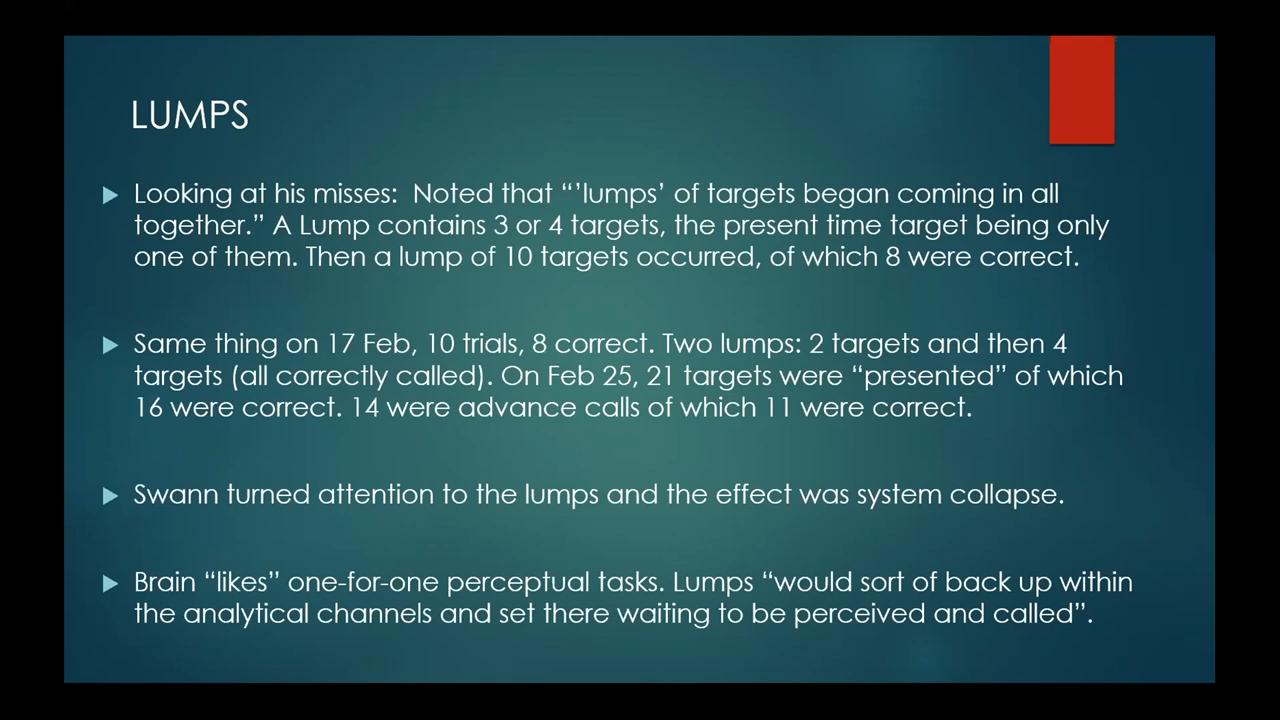 LUMPS
Looking at his misses:  Noted that “’lumps’ of targets began coming in all
together.” A Lump contains 3 or 4 targets, the present time target being only
one of them. Then a lump of 10 targets occurred, of which 8 were correct.
Same thing on 17 Feb, 10 trials, 8 correct. Two lumps: 2 targets and then 4
targets (all correctly called). On Feb 25, 21 targets were “presented” of which
16 were correct. 14 were advance calls of which 11 were correct.
Swann turned attention to the lumps and the effect was system collapse.
Brain “likes” one-for-one perceptual tasks. Lumps “would sort of back up within
the analytical channels and set there waiting to be perceived and called”.